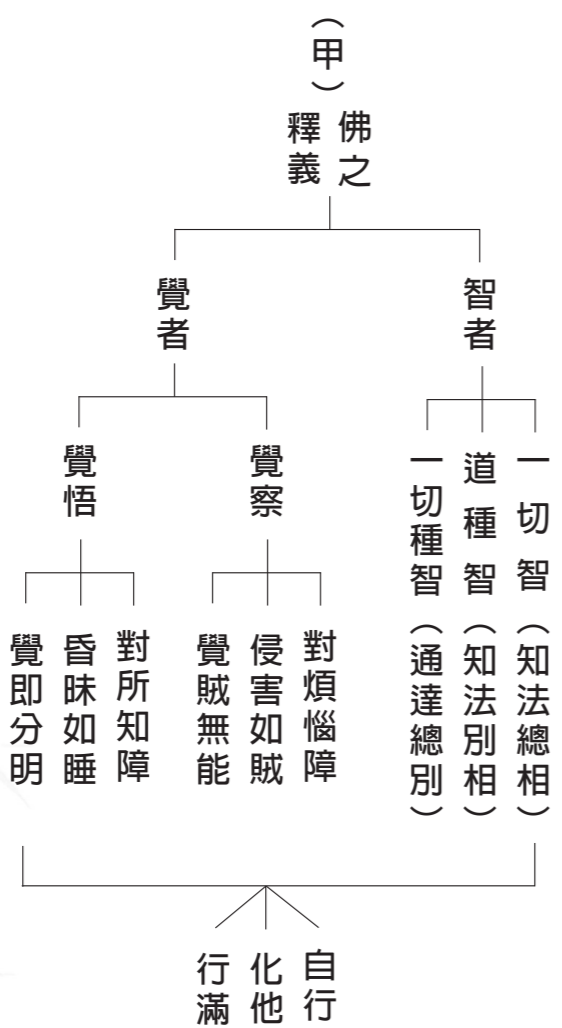 （甲）
佛之
釋義
智者
一切智（知法總相）
道種智（知法別相）
一切種智（通達總別）
覺者
覺察
對煩惱障
侵害如賊
覺賊無能
覺悟
對所知障
昏昧如睡
覺即分明
自行
化他
行滿